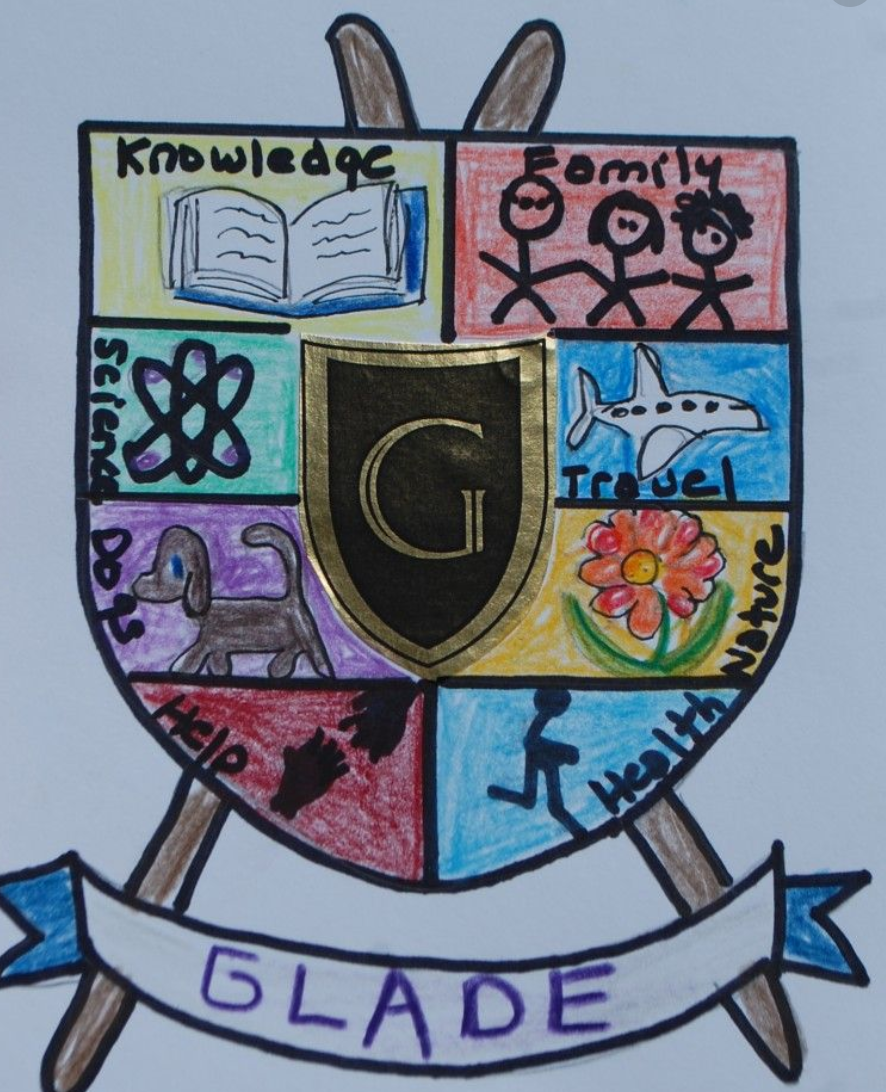 Knowledge
Family
Science
G
Travel
Dogs
Nature
Help
Health
GLADE